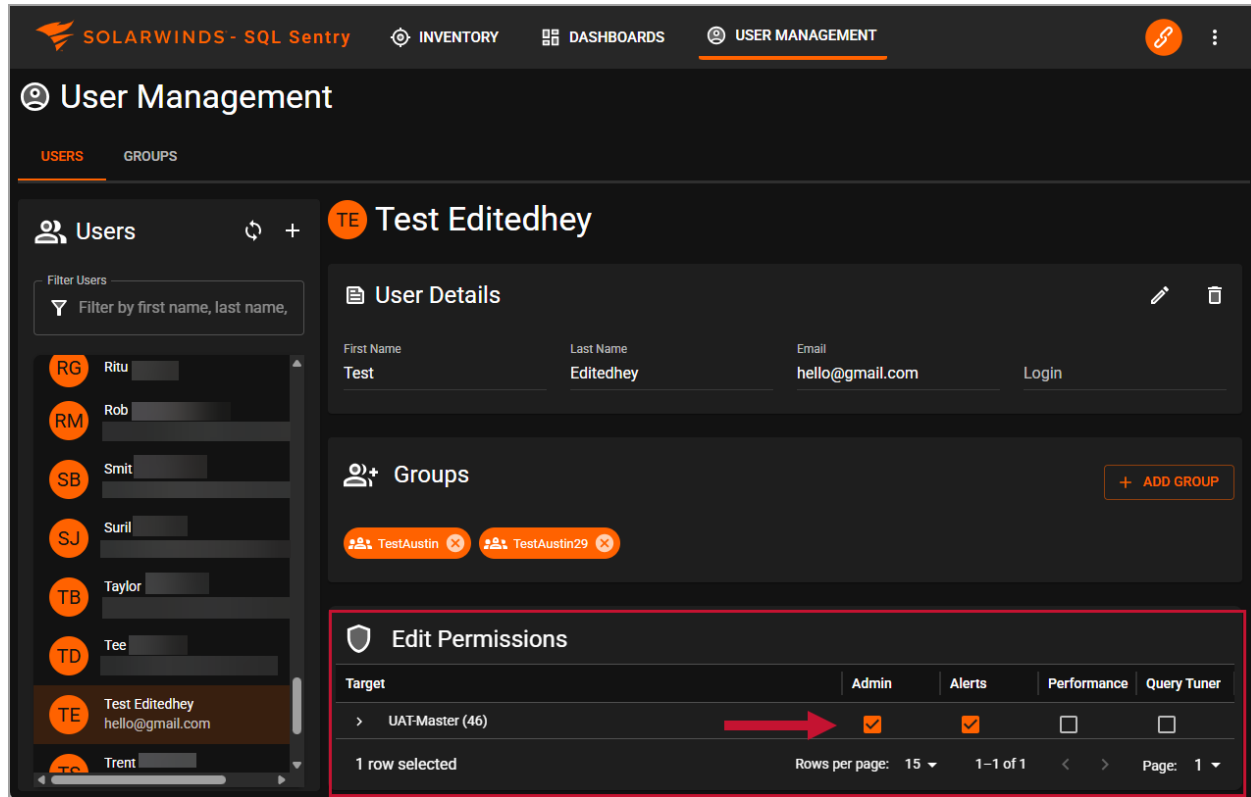 SOLARWINDS - SQL Sentry INVENTORY DASHBOARDS USER MANAGEMENT
User Management
USERS GROUPS
Users
Filter Users
Filter by first name, last name,
RG Ritu
RM Rob
SB Smit
SJ Suril
TB Taylor
TD Tee
TE Test Editedhey
hello@gmail.com
TS Trent
TE Test Editedhey
User Details
First Name Last Name Email
Test Editedhey hello@gmail.com Login
Groups
+ ADD GROUP
TestAustin TestAustin29
Edit Permissions
Target Admin Alerts Performance Query Tuner
UAT-Master (46)
1 row selected Rows per page: 15 1–1 of 1 Page: 1